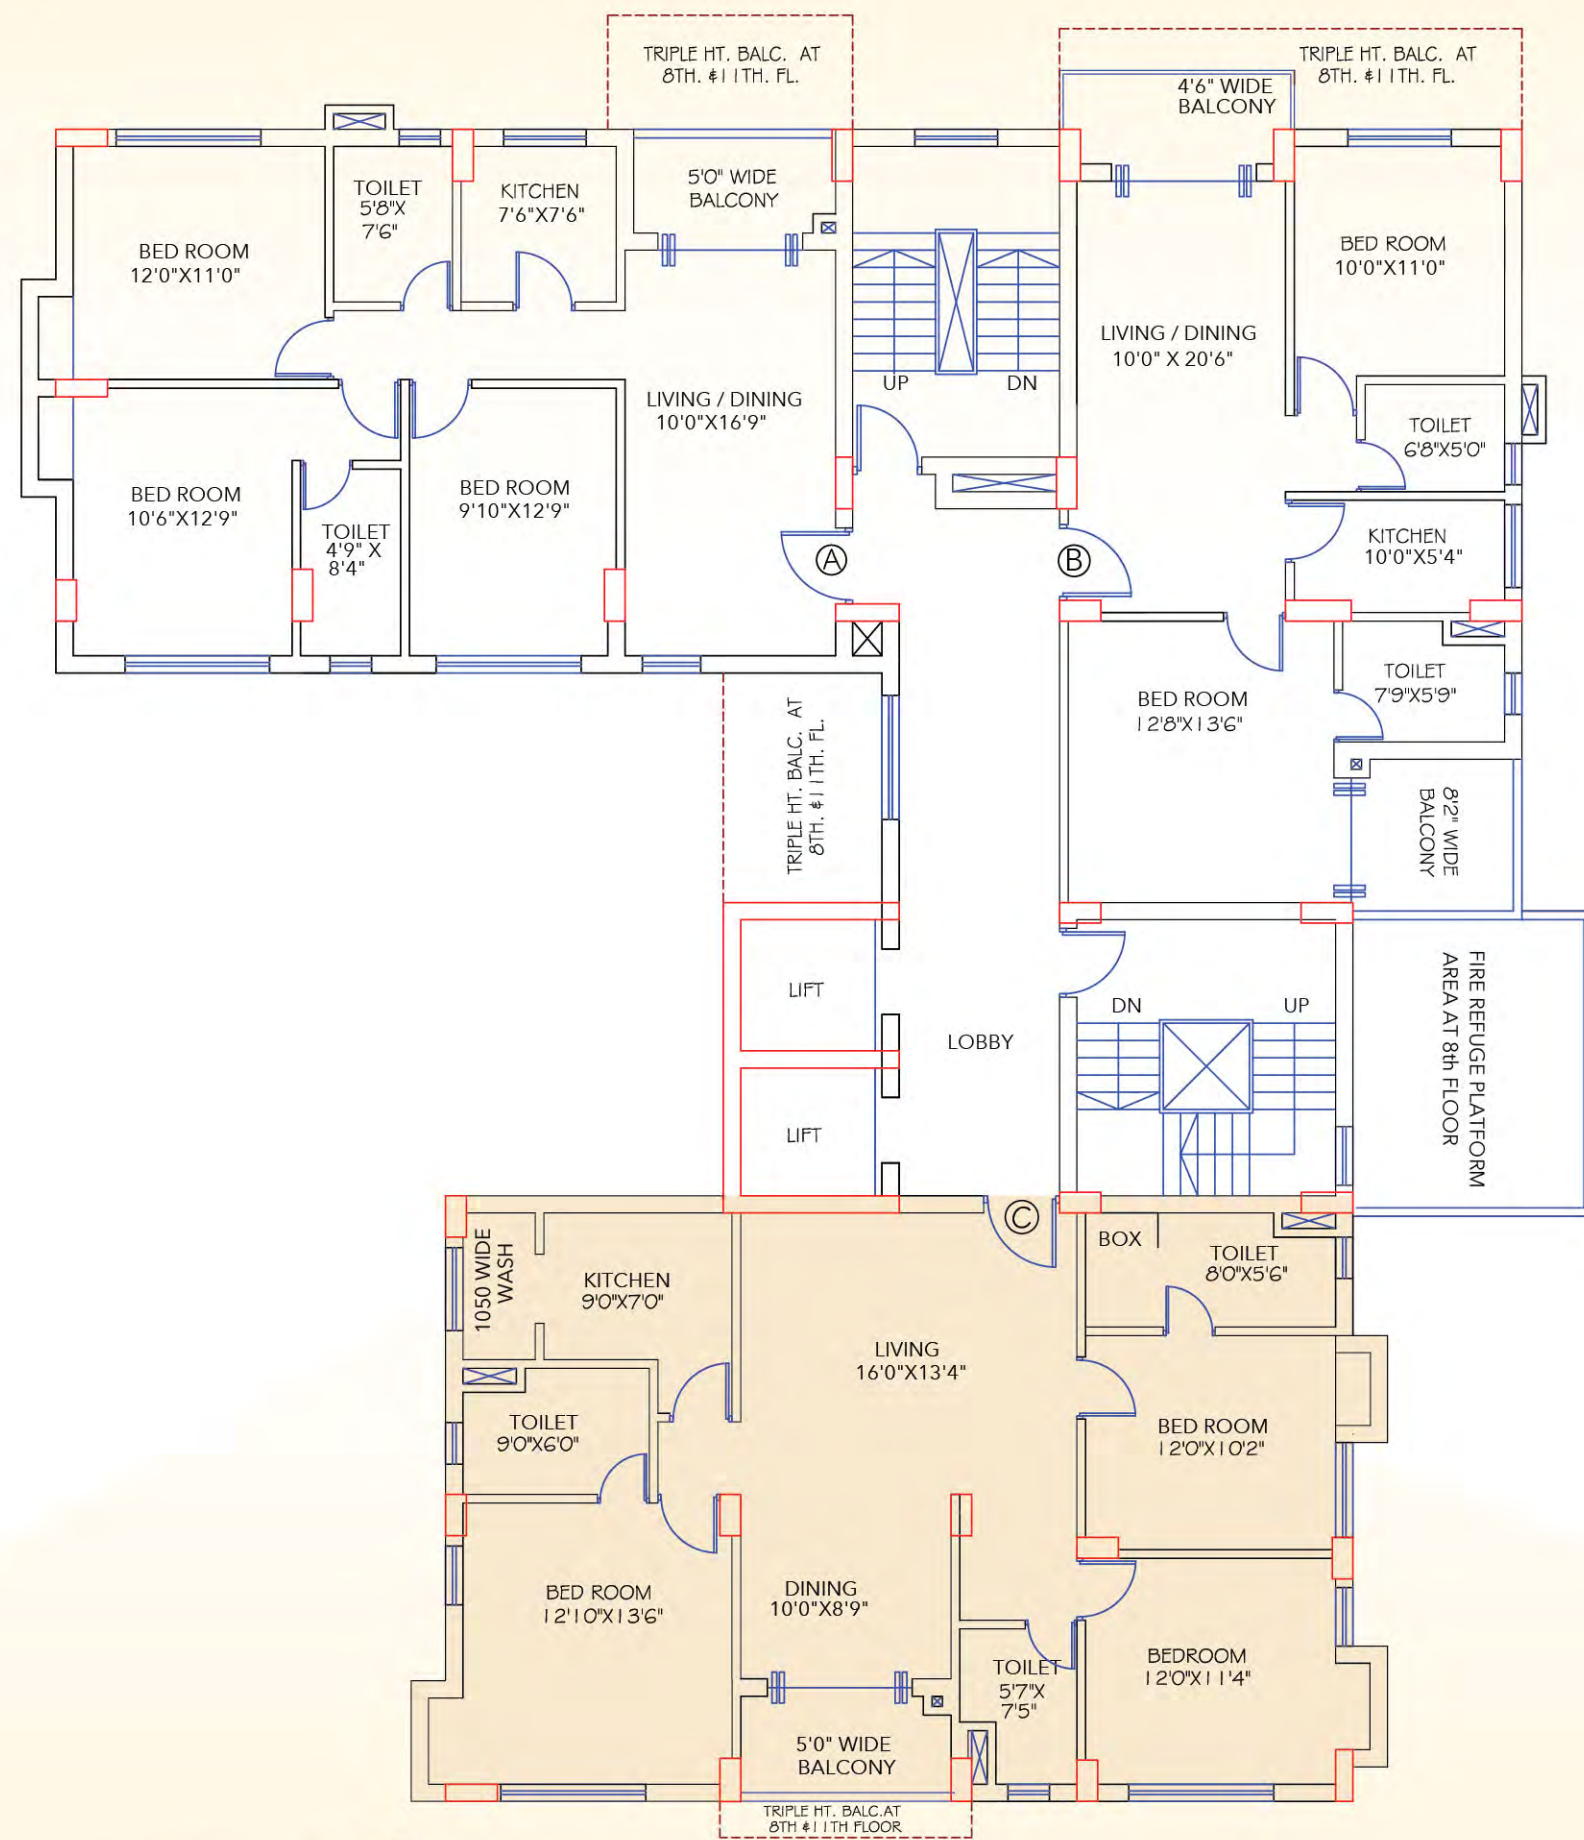 TRIPLE HT. BALC. AT
8TH. &11TH. FL.
TRIPLE HT. BALC. AT
8TH. &11TH. FL.
4'6" WIDE
BALCONY
TOILET
5'8"X
7'6"
KITCHEN
7'6"X7'6"
5'0" WIDE
BALCONY
BED ROOM
12'0"X11'0"
BED ROOM
10'0"X11'0"
LIVING / DINING
10'0" X 20'6"
UP
DN
LIVING / DINING
10'0"X16'9"
TOILET
6'8"X5'0"
BED ROOM
10'6"X12'9"
BED ROOM
9'10"X12'9"
TOILET
4'9" X
8'4"
A
B
KITCHEN
10'0"X5'4"
BED ROOM
12'8"X13'6"
TOILET
7'9"X5'9"
TRIPLE HT. BALC. AT
8TH. &11TH. FL.
8'2" WIDE
BALCONY
LIFT
LOBBY
DN
UP
FIRE REFUGE PLATFORM
AREA AT 8th FLOOR
LIFT
C
1050 WIDE
WASH
KITCHEN
9'0"X7'0"
BOX
TOILET
8'0"X5'6"
LIVING
16'0"X13'4"
TOILET
9'0"X6'0"
BED ROOM
12'0"X10'2"
BED ROOM
12'10"X13'6"
DINING
10'0"X8'9"
TOILET
5'7"X
7'5"
BEDROOM
12'0"X11'4"
5'0" WIDE
BALCONY
TRIPLE HT. BALC.AT
8TH &11TH FLOOR